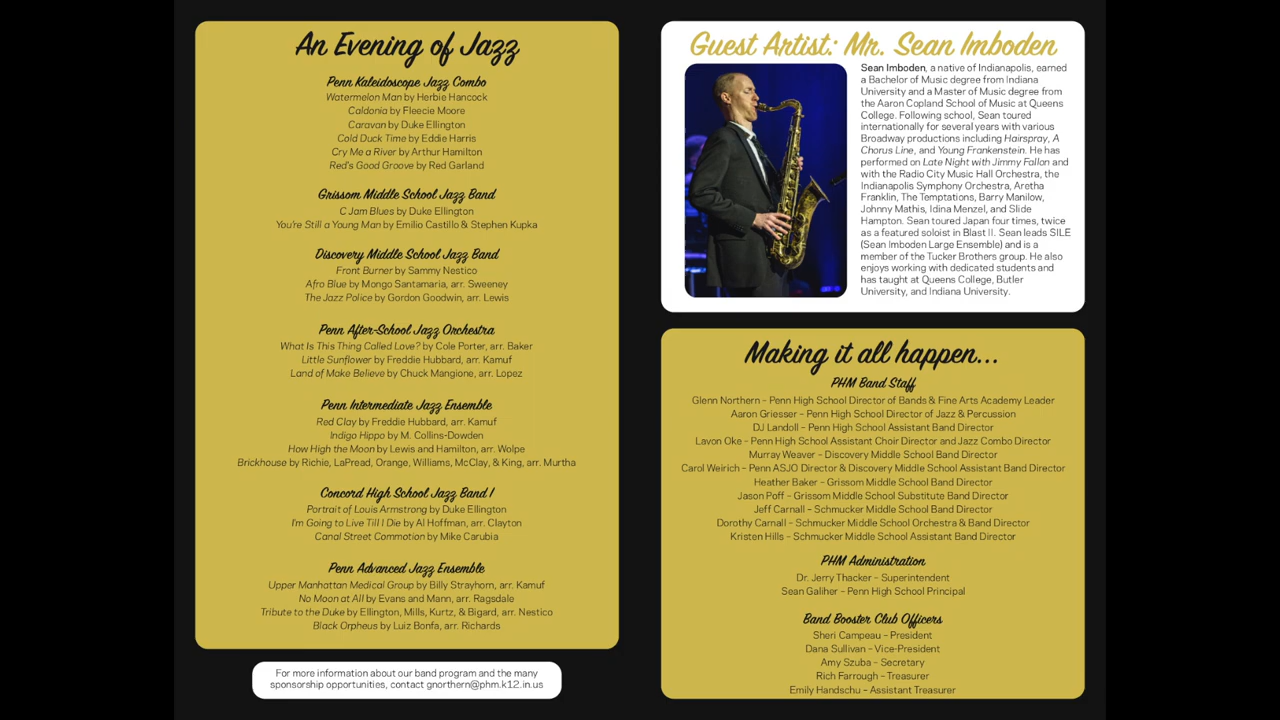 An Evening of Jazz
Penn Kaleidoscope Jazz Combo
Watermelon Man by Herbie Hancock
Caldonia by Fleecie Moore
Caravan by Duke Ellington
Cold Duck Time by Eddie Harris
Cry Me a River by Arthur Hamilton
Red's Good Groove by Red Garland
Grissom Middle School Jazz Band
C Jam Blues by Duke Ellington
You're Still a Young Man by Emilio Castillo & Stephen Kupka
Discovery Middle School Jazz Band
Front Burner by Sammy Nestico
Afro Blue by Mongo Santamaria, arr. Sweeney
The Jazz Police by Gordon Goodwin, arr. Lewis
Penn After-School Jazz Orchestra
What Is This Thing Called Love? by Cole Porter, arr. Baker
Little Sunflower by Freddie Hubbard, arr. Kamuf
Land of Make Believe by Chuck Mangione, arr. Lopez
Penn Intermediate Jazz Ensemble
Red Clay by Freddie Hubbard, arr. Kamuf
Indigo Hippo by M. Collins-Dowden
How High the Moon by Lewis and Hamilton, arr. Wolpe
Brickhouse by Richie, LaPread, Orange, Williams, McClay, & King, arr. Murtha
Concord High School Jazz Band I
Portrait of Louis Armstrong by Duke Ellington
I'm Going to Live Till I Die by Al Hoffman, arr. Clayton
Canal Street Commotion by Mike Carubia
Penn Advanced Jazz Ensemble
Upper Manhattan Medical Group by Billy Strayhorn, arr. Kamuf
No Moon at All by Evans and Mann, arr. Ragsdale
Tribute to the Duke by Ellington, Mills, Kurtz, & Bigard, arr. Nestico
Black Orpheus by Luiz Bonfa, arr. Richards
For more information about our band program and the many
sponsorship opportunities, contact gnorthern@phm.k12.in.us
Guest Artist: Mr. Sean Imboden
Sean Imboden, a native of Indianapolis, earned
a Bachelor of Music degree from Indiana
University and a Master of Music degree from
the Aaron Copland School of Music at Queens
College. Following school, Sean toured
internationally for several years with various
Broadway productions including Hairspray, A
Chorus Line, and Young Frankenstein. He has
performed on Late Night with Jimmy Fallon and
with the Radio City Music Hall Orchestra, the
Indianapolis Symphony Orchestra, Aretha
Franklin, The Temptations, Barry Manilow,
Johnny Mathis, Idina Menzel, and Slide
Hampton. Sean toured Japan four times, twice
as a featured soloist in Blast II. Sean leads SILE
(Sean Imboden Large Ensemble) and is a
member of the Tucker Brothers group. He also
enjoys working with dedicated students and
has taught at Queens College, Butler
University, and Indiana University.
Making it all happen...
PHM Band Staff
Glenn Northern – Penn High School Director of Bands & Fine Arts Academy Leader
Aaron Griesser – Penn High School Director of Jazz & Percussion
DJ Landoll – Penn High School Assistant Band Director
Lavon Oke – Penn High School Assistant Choir Director and Jazz Combo Director
Murray Weaver – Discovery Middle School Band Director
Carol Weirich – Penn ASJO Director & Discovery Middle School Assistant Band Director
Heather Baker – Grissom Middle School Band Director
Jason Poff – Grissom Middle School Substitute Band Director
Jeff Carnall – Schmucker Middle School Band Director
Dorothy Carnall – Schmucker Middle School Orchestra & Band Director
Kristen Hills – Schmucker Middle School Assistant Band Director
PHM Administration
Dr. Jerry Thacker – Superintendent
Sean Galiher – Penn High School Principal
Band Booster Club Officers
Sheri Campeau – President
Dana Sullivan – Vice-President
Amy Szuba – Secretary
Rich Farrough – Treasurer
Emily Handschu – Assistant Treasurer